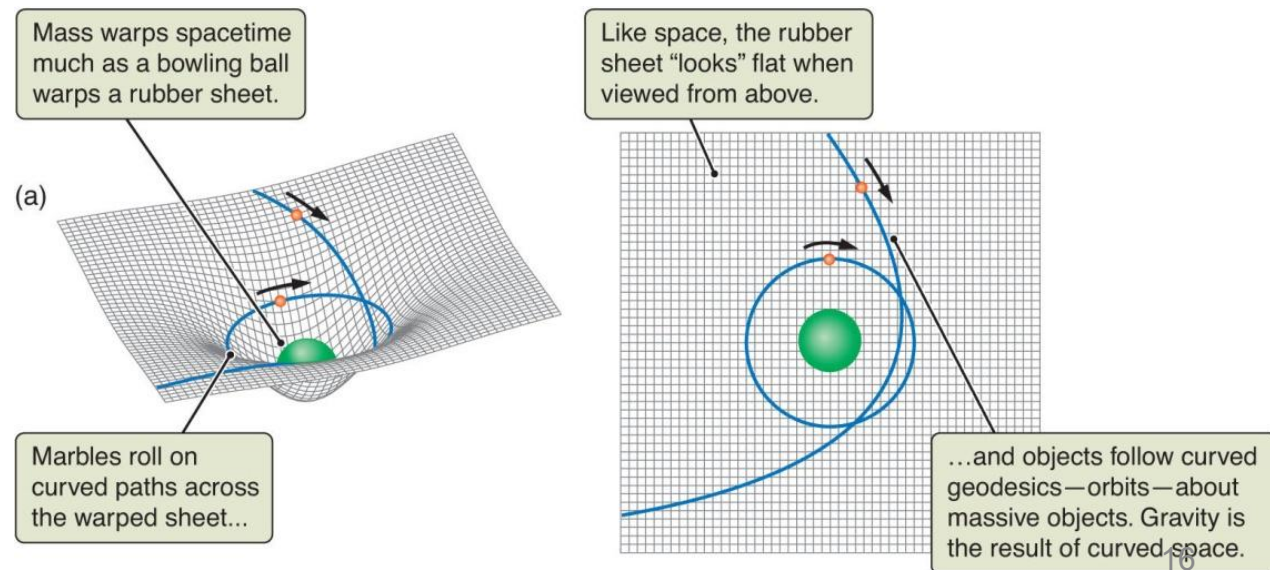 Mass warps spacetime
much as a bowling ball
warps a rubber sheet.
Like space, the rubber
sheet “looks” flat when
viewed from above.
(a)
Marbles roll on
curved paths across
the warped sheet...
...and objects follow curved
geodesics—orbits—about
massive objects. Gravity is
the result of curved space.
16